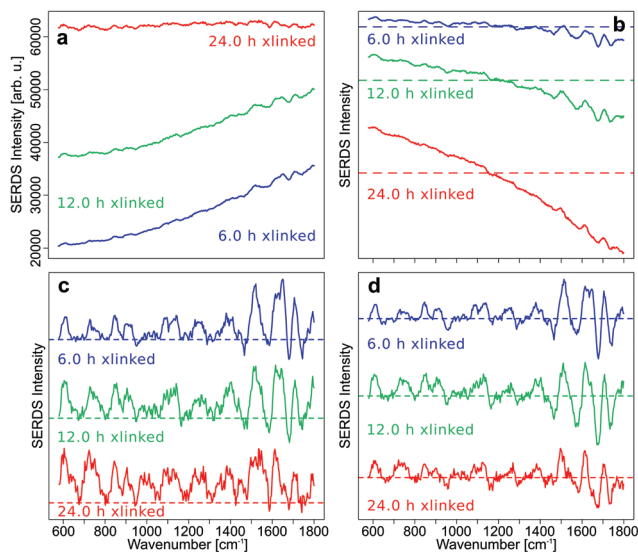 a
24.0 h xlinked
12.0 h xlinked
6.0 h xlinked
SERDS Intensity [arb. u.]
60000
50000
40000
30000
20000
b
6.0 h xlinked
12.0 h xlinked
24.0 h xlinked
SERDS Intensity
c
6.0 h xlinked
12.0 h xlinked
24.0 h xlinked
SERDS Intensity
600 800 1000 1200 1400 1600 1800
Wavenumber [cm-1]
d
6.0 h xlinked
12.0 h xlinked
24.0 h xlinked
SERDS Intensity
600 800 1000 1200 1400 1600 1800
Wavenumber [cm-1]